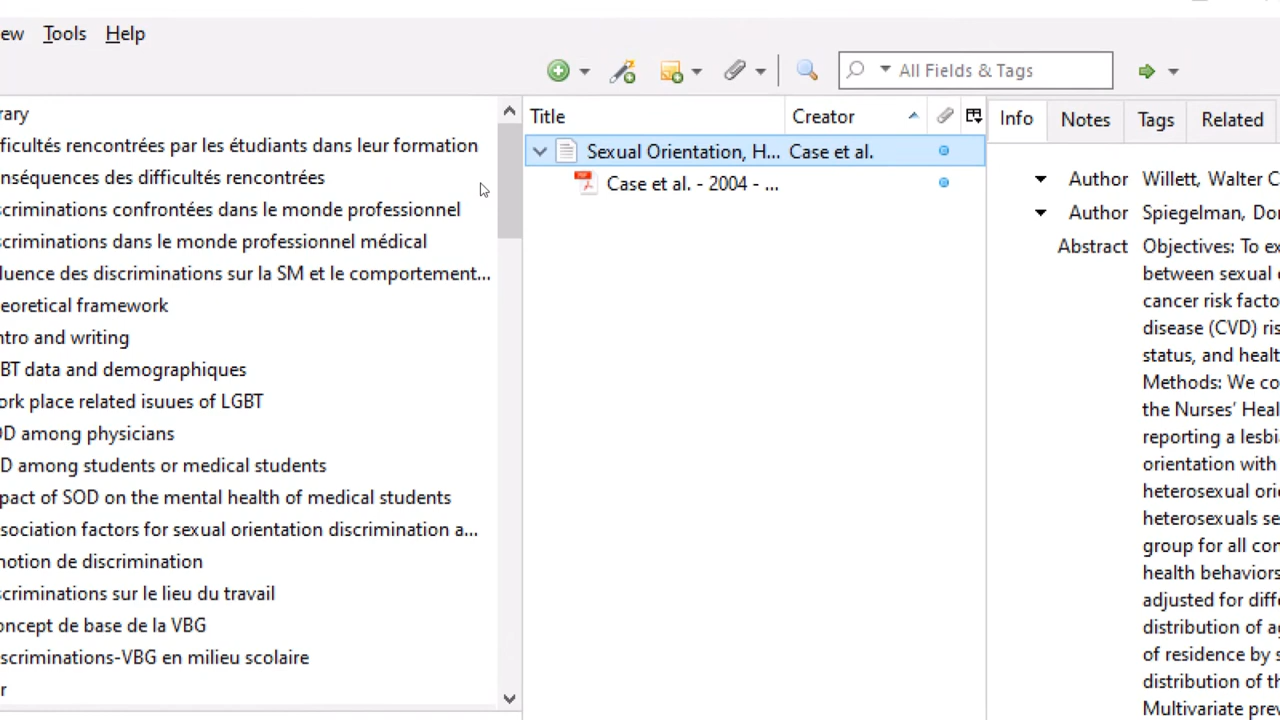 ew Tools Help
All Fields & Tags
rary
ficultés rencontrées par les étudiants dans leur formation
nséquences des difficultés rencontrées
scriminations confrontées dans le monde professionnel
scriminations dans le monde professionnel médical
luence des discriminations sur la SM et le comportement...
eoretical framework
ntro and writing
BT data and demographiques
ork place related isuues of LGBT
OD among physicians
D among students or medical students
pact of SOD on the mental health of medical students
sociation factors for sexual orientation discrimination a...
notion de discrimination
scriminations sur le lieu du travail
oncept de base de la VBG
scriminations-VBG en milieu scolaire
r
Title Creator
Sexual Orientation, H... Case et al.
Case et al. - 2004 - ...
Info Notes Tags Related
Author Willett, Walter C
Author Spiegelman, Do
Abstract Objectives: To ex
between sexual o
cancer risk facto
disease (CVD) ris
status, and healt
Methods: We co
the Nurses’ Heal
reporting a lesbia
orientation with
heterosexual orie
heterosexuals se
group for all con
health behaviors
adjusted for diffe
distribution of ag
of residence by s
distribution of th
Multivariate prev